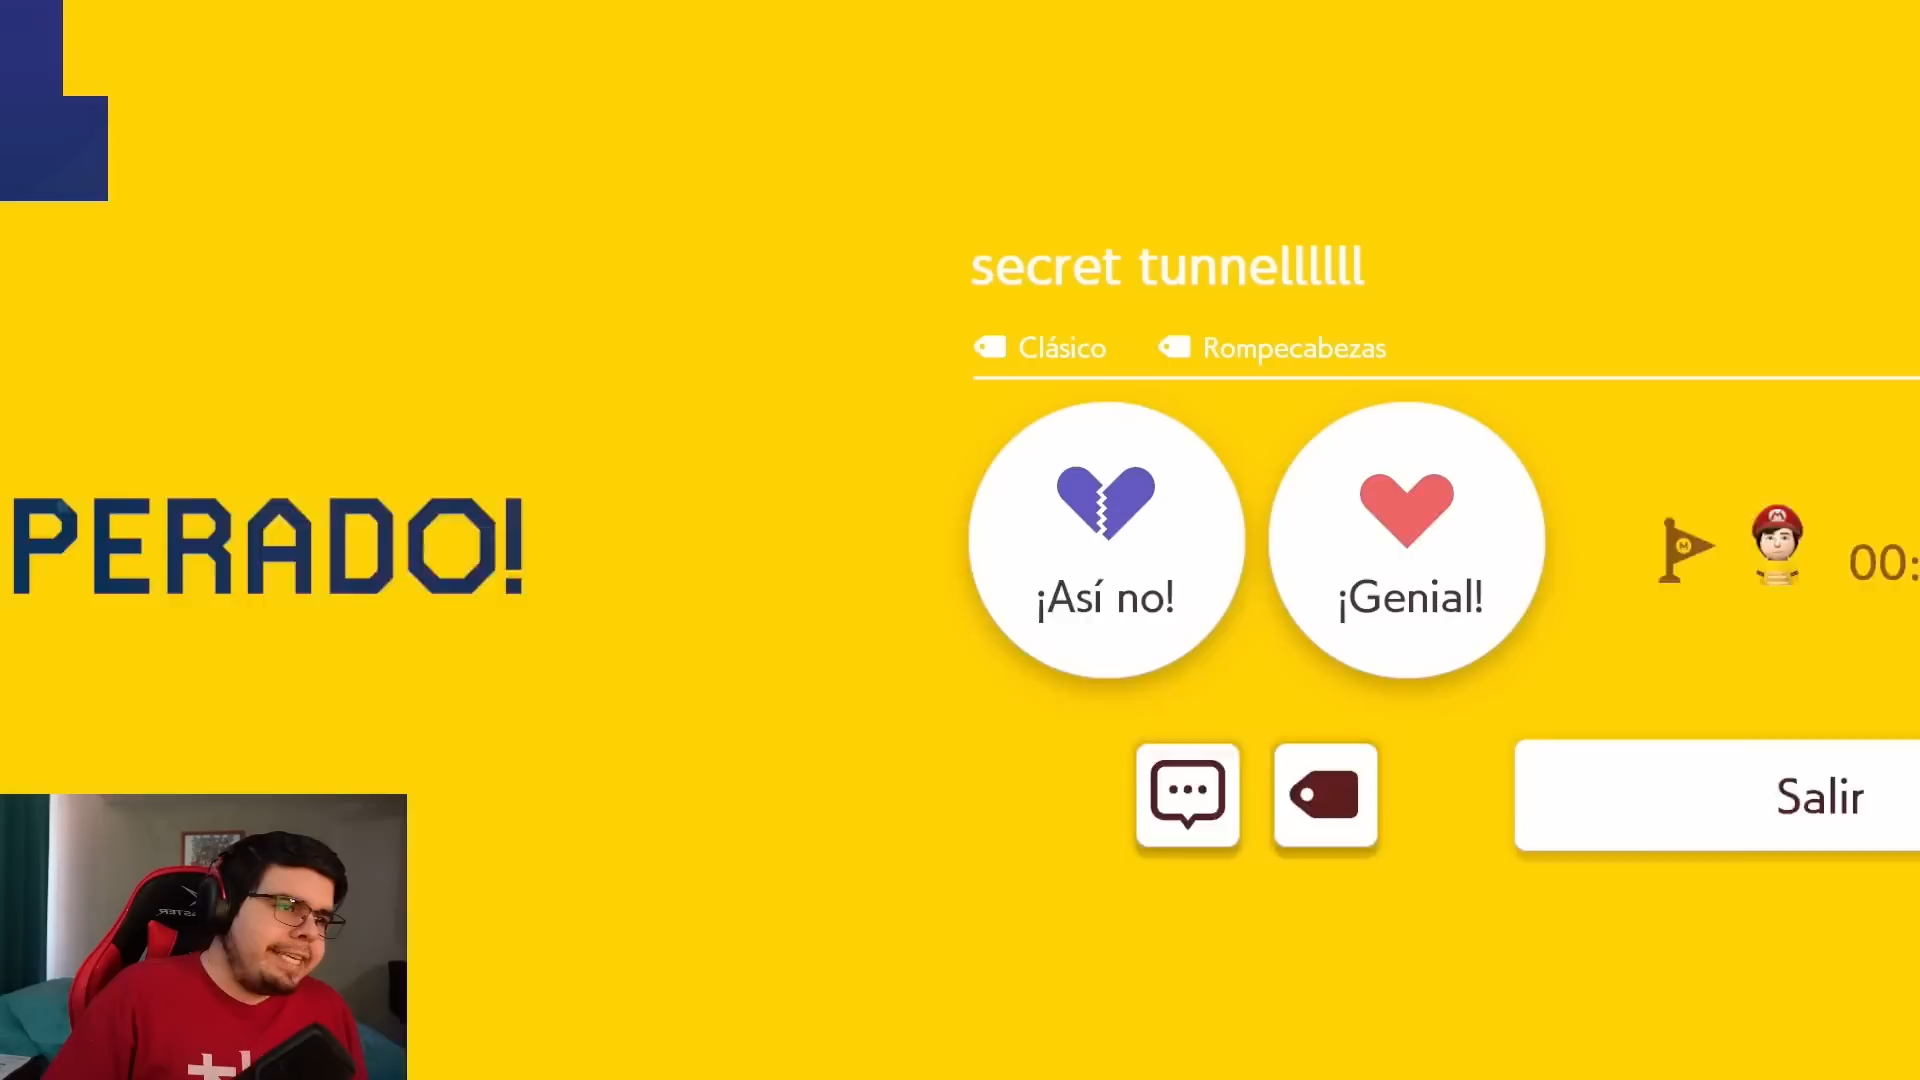 secret tunnellllll
Clásico Rompecabezas
PERADO!
¡Así no! ¡Genial!
M
M
00:
Salir